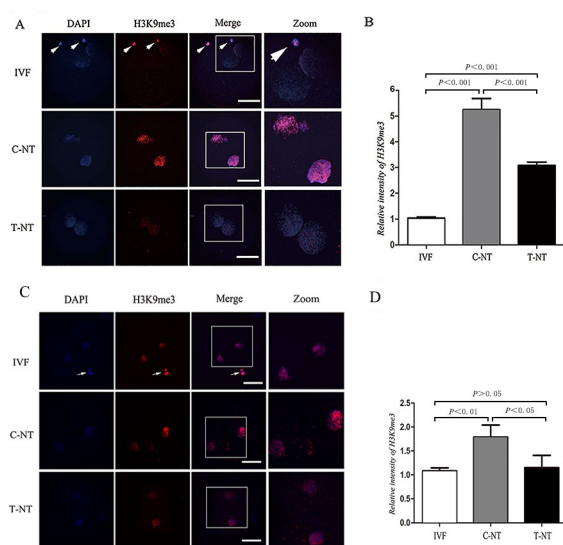 A
DAPI H3K9me3 Merge Zoom
IVF
C-NT
T-NT
B
P<0.001
P<0.001 P<0.001
Relative intensity of H3K9me3
6
5
4
3
2
1
0
IVF C-NT T-NT
C
DAPI H3K9me3 Merge Zoom
IVF
C-NT
T-NT
D
P>0.05
P<0.01 P<0.05
Relative intensity of H3K9me3
2.5
2.0
1.5
1.0
0.5
0.0
IVF C-NT T-NT